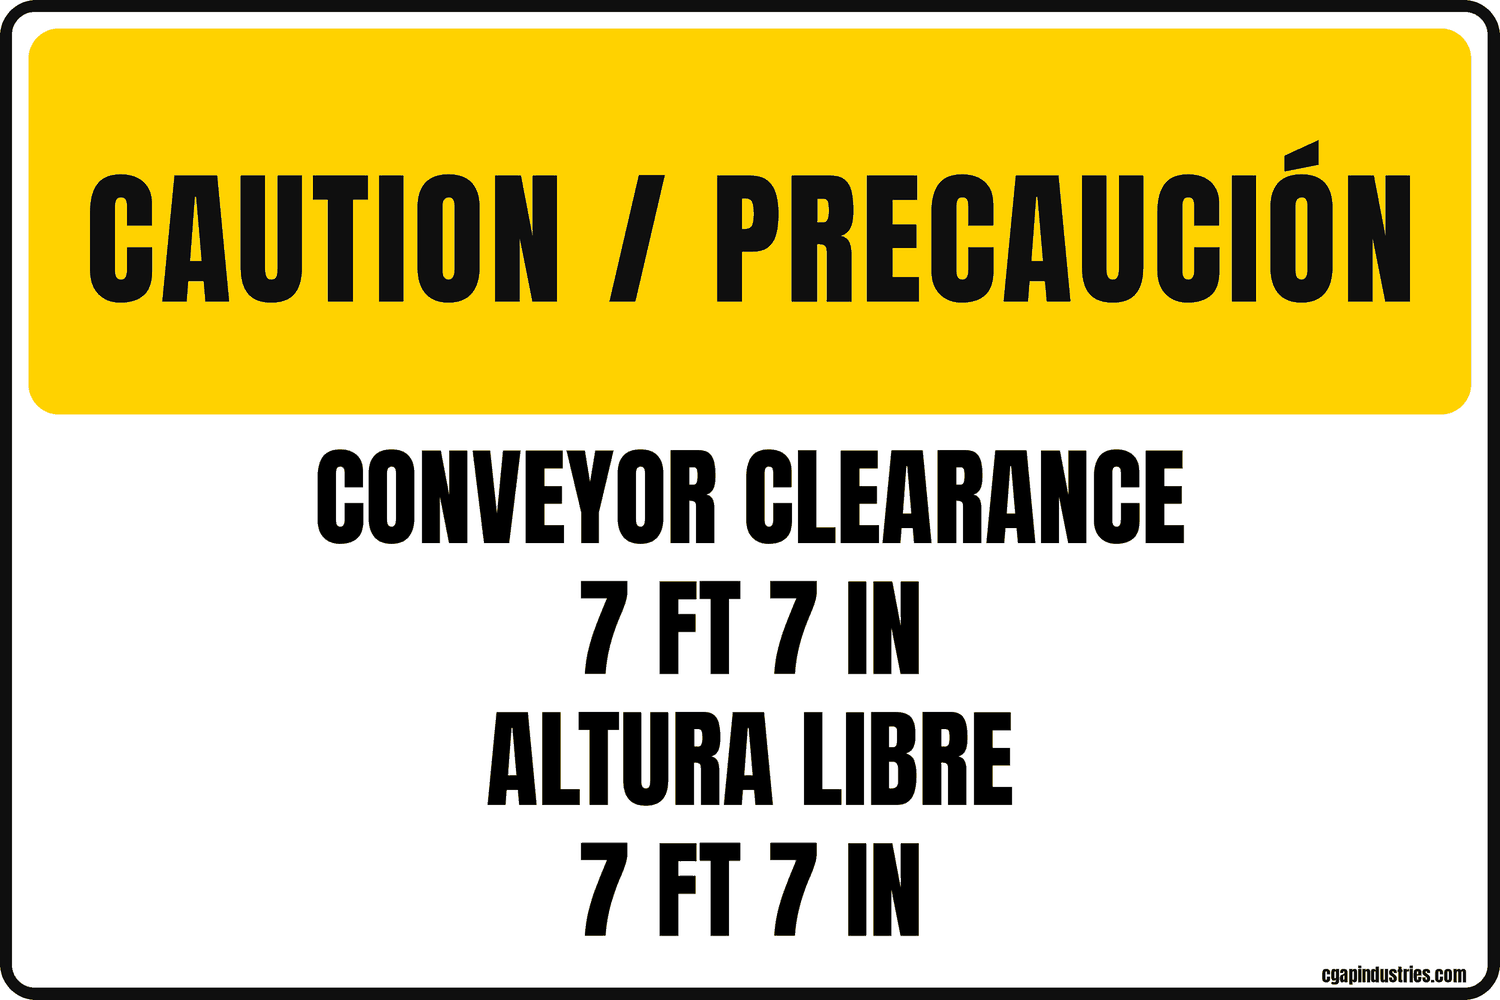 CAUTION / PRECAUCIÓN
CONVEYOR CLEARANCE
7 FT 7 IN
ALTURA LIBRE
7 FT 7 IN
cgapindustries.com